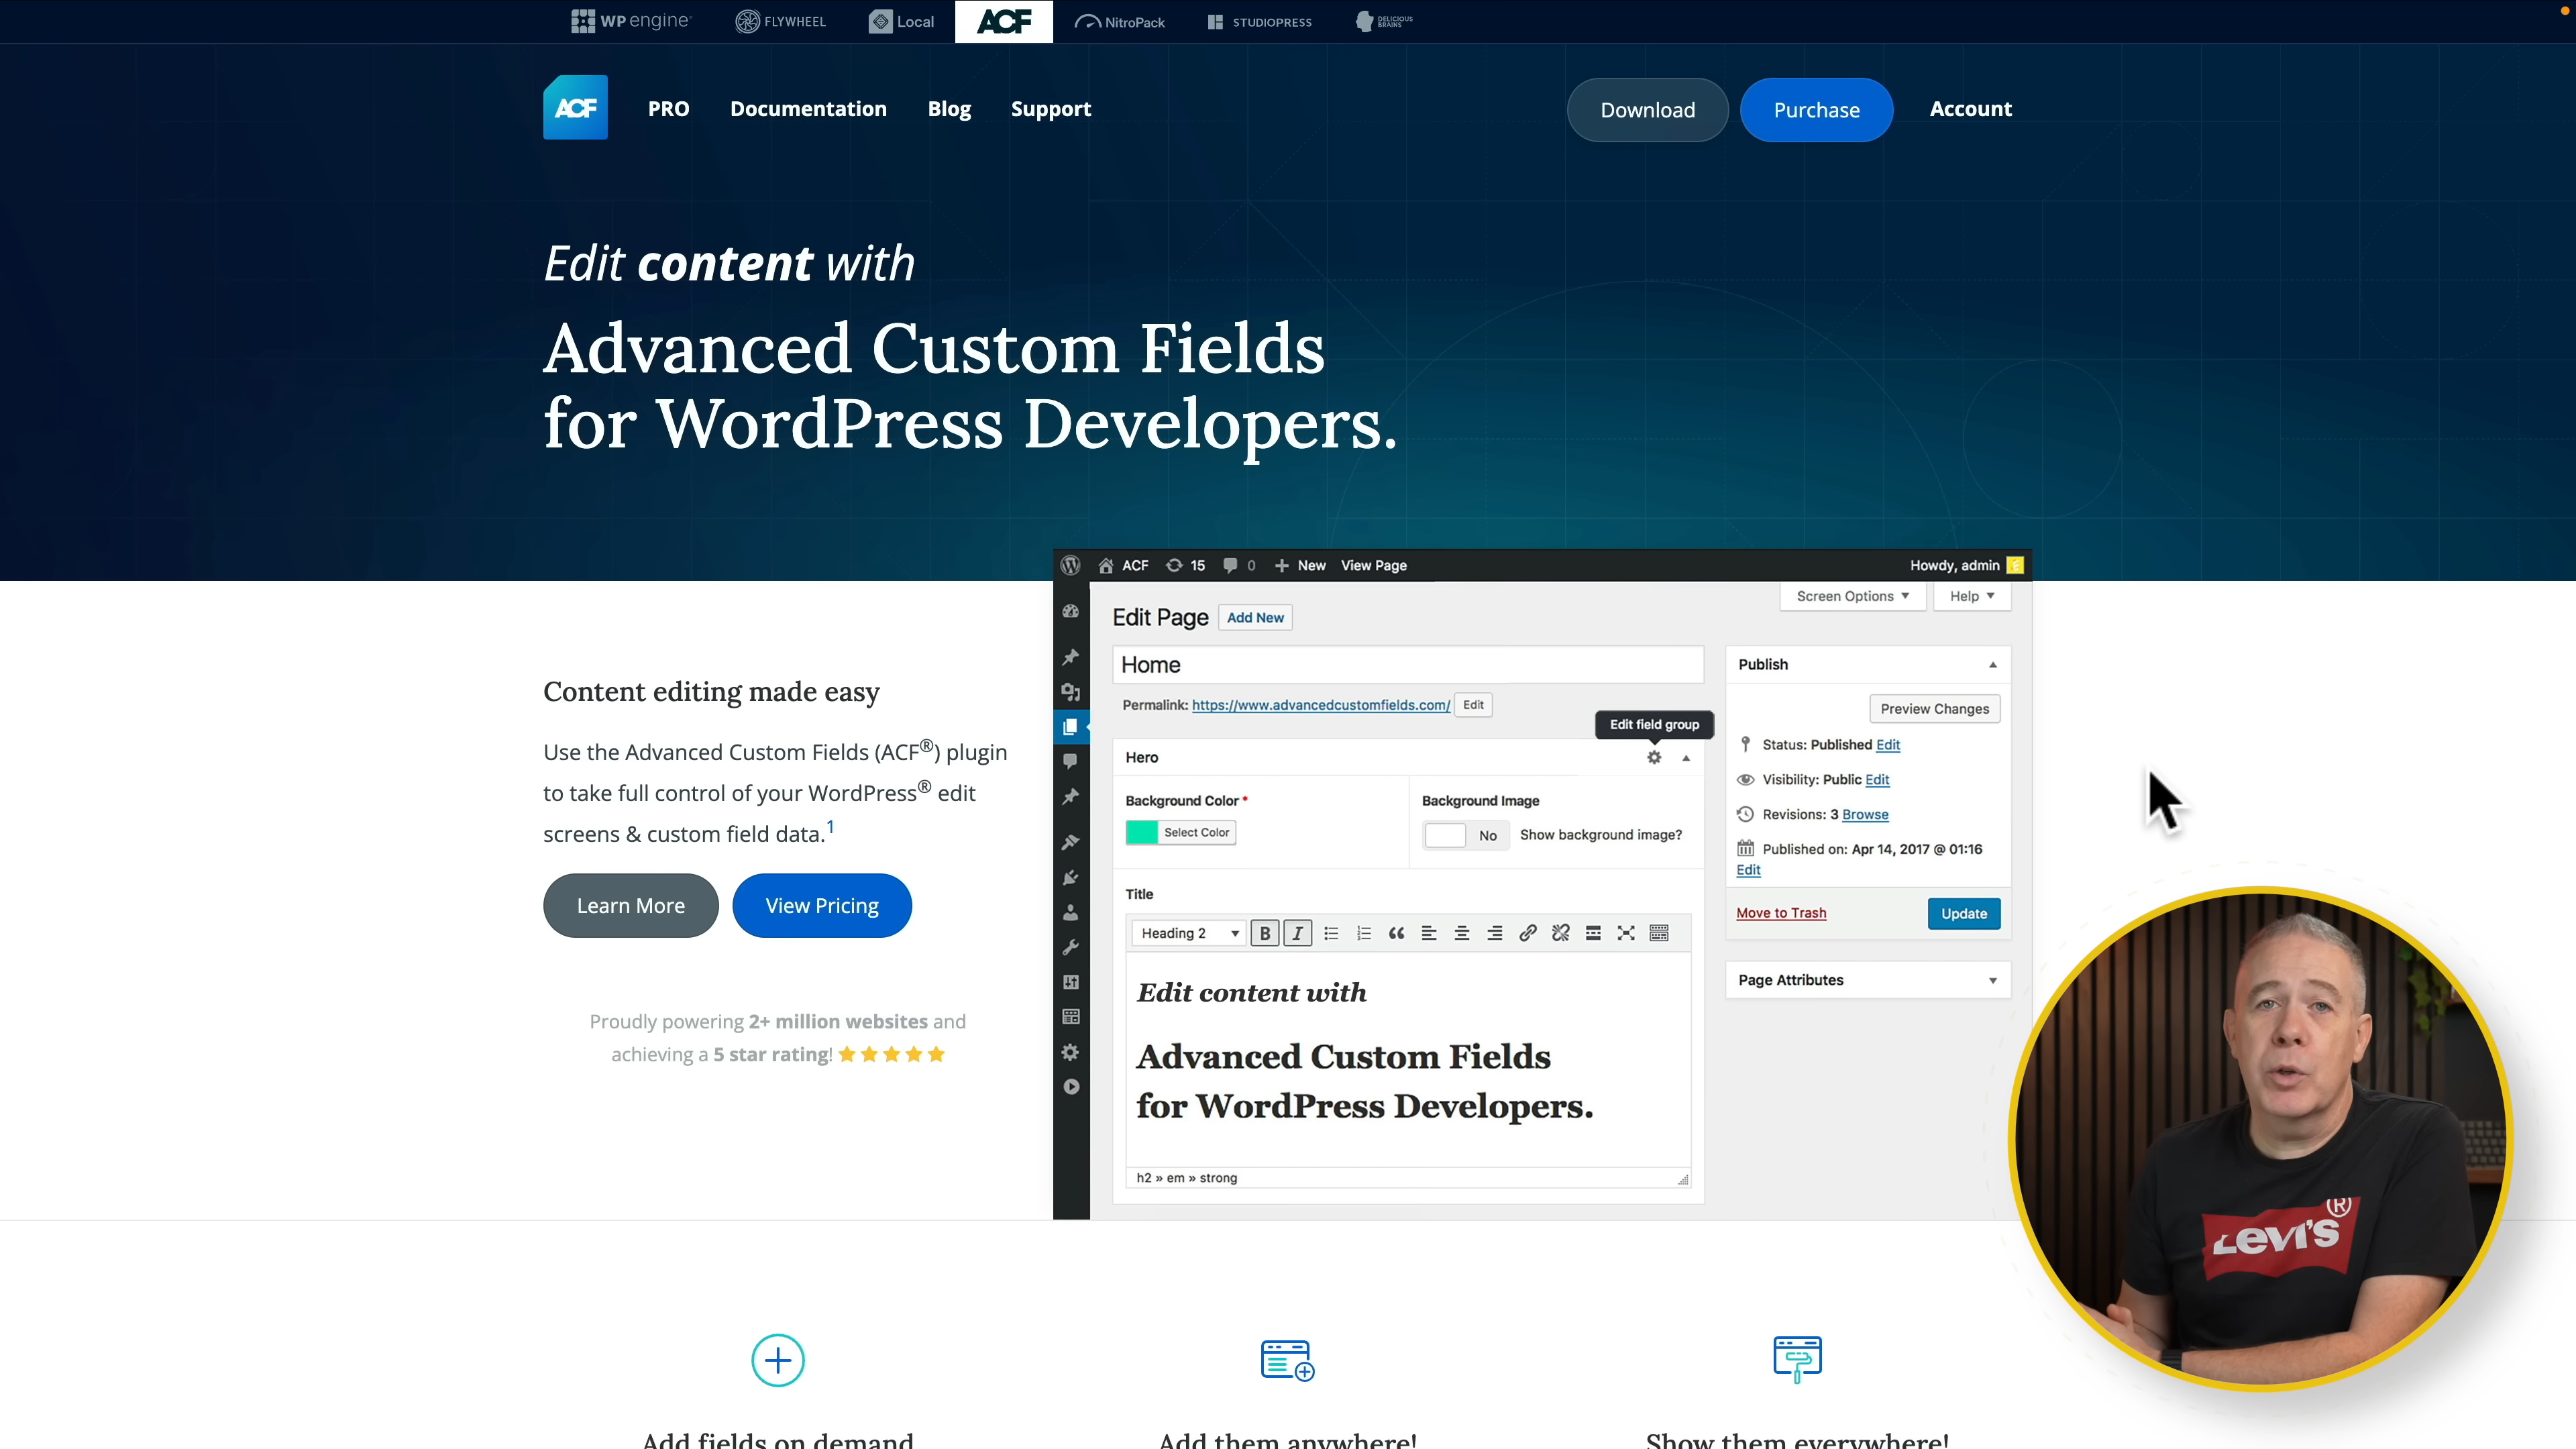 WP engine
FLYWHEEL
Local
ACF
NitroPack
STUDIOPRESS
DELICIOUS
BRAINS
ACF
PRO
Documentation
Blog
Support
Download
Purchase
Account
Edit content with
Advanced Custom Fields
for WordPress Developers.
Content editing made easy
Use the Advanced Custom Fields (ACF®) plugin
to take full control of your WordPress® edit
screens & custom field data.1
Learn More
View Pricing
Proudly powering 2+ million websites and
achieving a 5 star rating!
ACF
15
0
New
View Page
Howdy, admin
Screen Options
Help
Edit Page
Add New
Home
Permalink: https://www.advancedcustomfields.com/
Edit
Edit field group
Hero
Background Color *
Select Color
Background Image
No
Show background image?
Title
Heading 2
B
I
Edit content with
Advanced Custom Fields
for WordPress Developers.
h2 » em » strong
Publish
Preview Changes
Status: Published Edit
Visibility: Public Edit
Revisions: 3 Browse
Published on: Apr 14, 2017 @ 01:16
Edit
Move to Trash
Update
Page Attributes
Levi's®
Add fields on demand
Add them anywhere!
Show them everywhere!